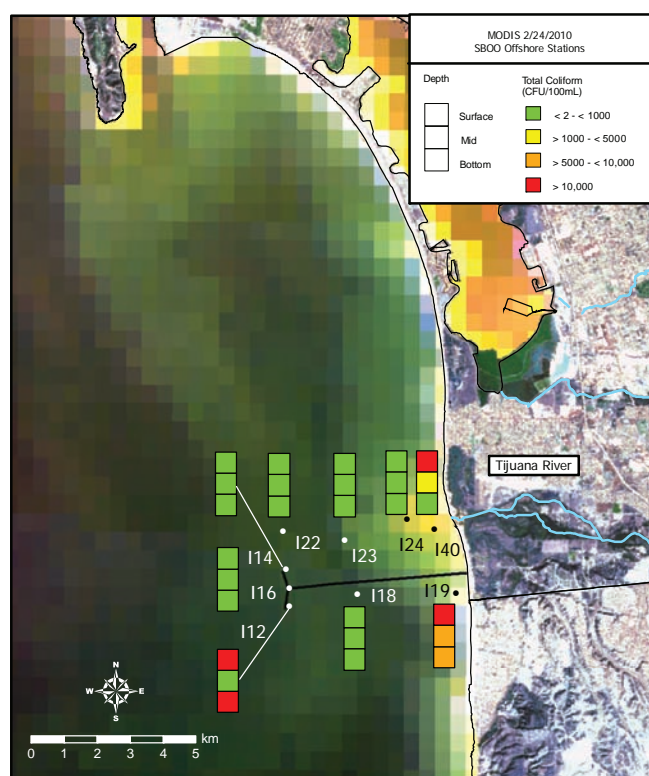 MODIS 2/24/2010
SBOO Offshore Stations
Depth
Surface
Mid
Bottom
Total Coliform
(CFU/100mL)
< 2 - < 1000
> 1000 - < 5000
> 5000 - < 10,000
> 10,000
Tijuana River
I24
I40
I22
I23
I14
I16
I18
I19
I12
N
W E
S
km
0 1 2 3 4 5